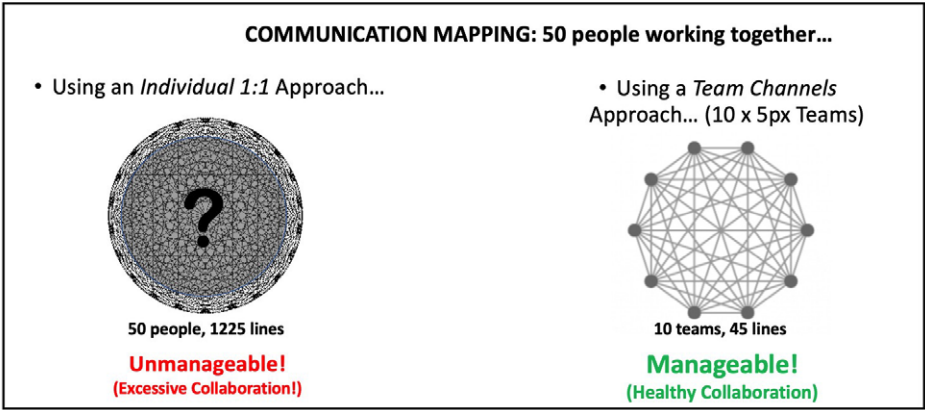 COMMUNICATION MAPPING: 50 people working together…
• Using an Individual 1:1 Approach…
?
50 people, 1225 lines
Unmanageable!
(Excessive Collaboration!)
• Using a Team Channels
Approach… (10 x 5px Teams)
10 teams, 45 lines
Manageable!
(Healthy Collaboration)